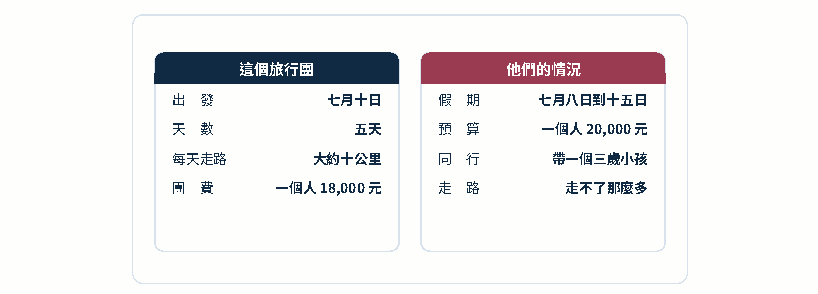 這個旅行團
出 發 七月十日
天 數 五天
每天走路 大約十公里
團 費 一個人 18,000 元
他們的情況
假 期 七月八日到十五日
預 算 一個人 20,000 元
同 行 帶一個三歲小孩
走 路 走不了那麼多